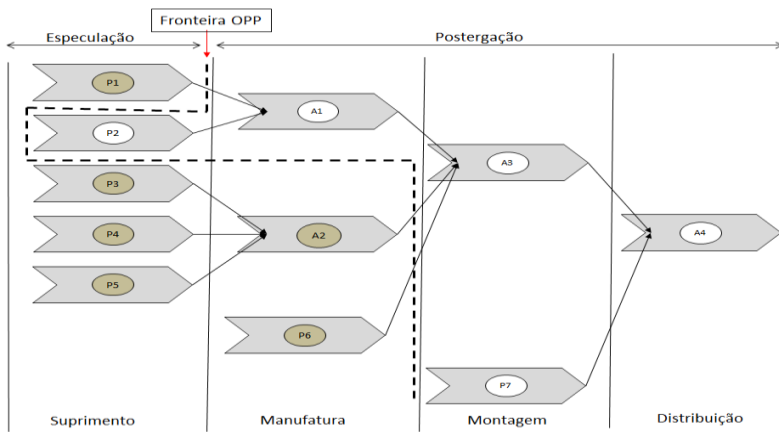 Fronteira OPP
Especulação
Postergação
P1
A1
P2
A3
P3
P4
A2
A4
P5
P6
P7
Suprimento
Manufatura
Montagem
Distribuição